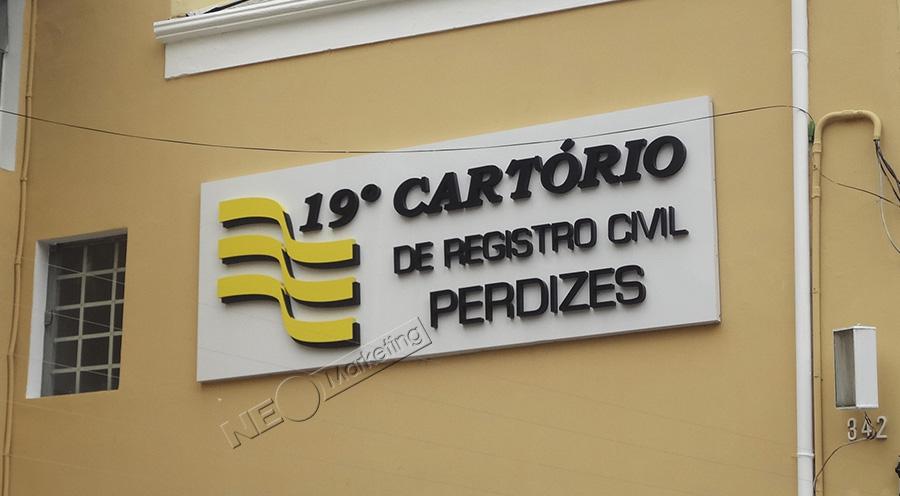 19º CARTÓRIO
DE REGISTRO CIVIL
PERDIZES
NEO Marketing
342